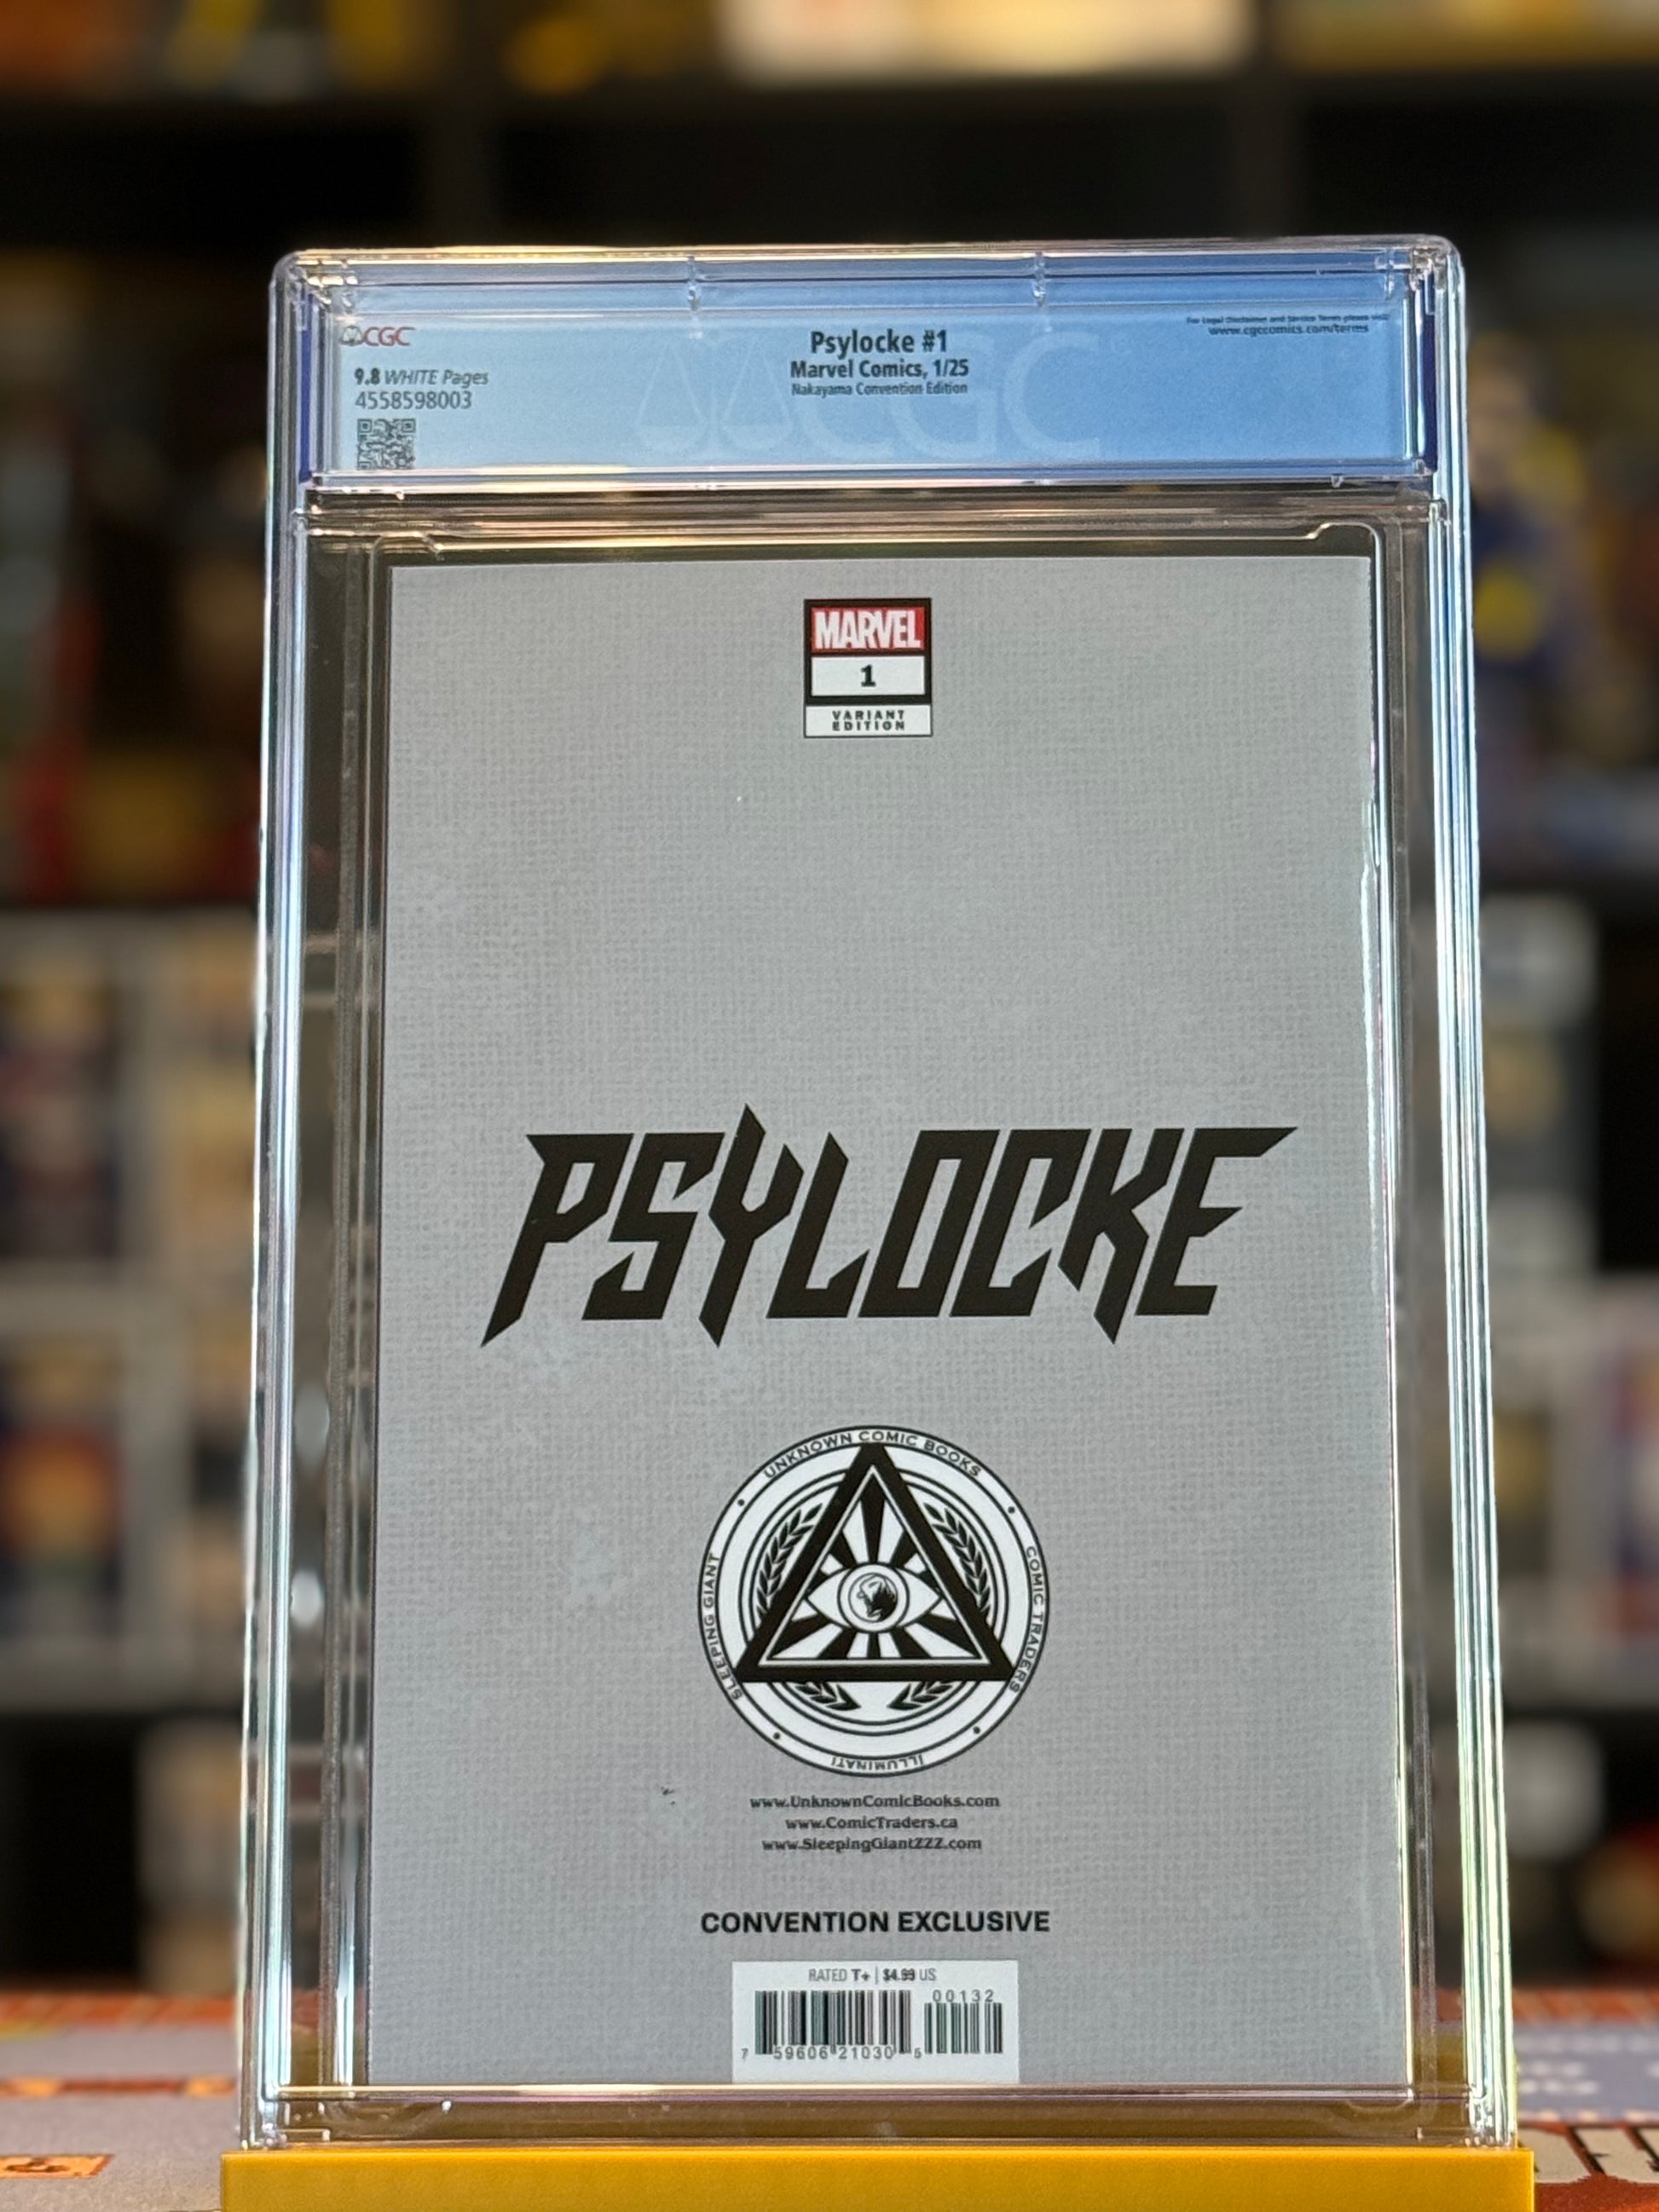 CGC
For Legal Disclaimer and Service Terms please visit:
www.cgccomics.com/terms
Psylocke #1
Marvel Comics, 1/25
Nakayama Convention Edition
9.8 WHITE Pages
4558598003
CGC
MARVEL
1
VARIANT
EDITION
PSYLOCKE
UNKNOWN COMIC BOOKS
SLEEPING GIANT
COMIC TRADERS
ILLUMINATI
www.UnknownComicBooks.com
www.ComicTraders.ca
www.SleepingGiantZZZ.com
CONVENTION EXCLUSIVE
RATED T+ | $4.99 US
00132
7 59606 21030 5